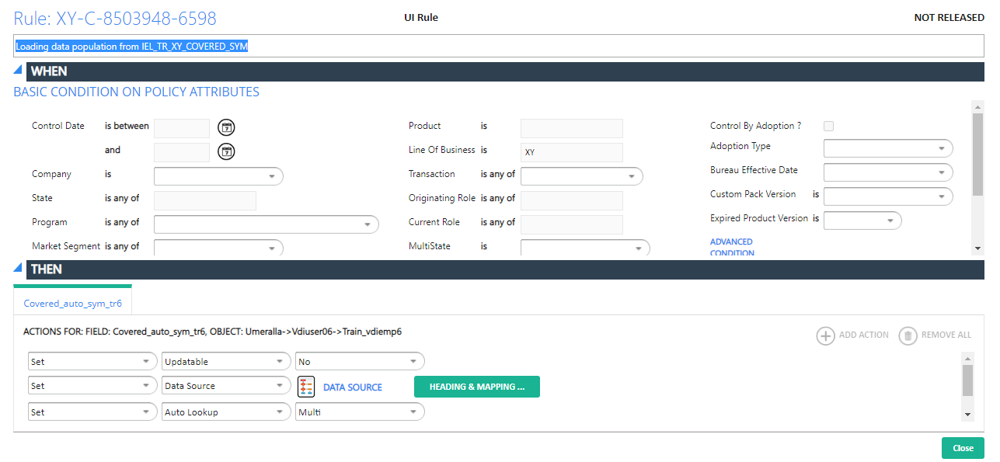 Rule: XY-C-8503948-6598 UI Rule NOT RELEASED
Loading data population from IEL_TR_XY_COVERED_SYM
WHEN
BASIC CONDITION ON POLICY ATTRIBUTES
Control Date is between 7 Product is Control By Adoption ?
and 7 Line Of Business is XY Adoption Type
Company is Transaction is any of Bureau Effective Date
State is any of Originating Role is any of Custom Pack Version is
Program is any of Current Role is any of Expired Product Version is
Market Segment is any of MultiState is ADVANCED
CONDITION
THEN
Covered_auto_sym_tr6
ACTIONS FOR: FIELD: Covered_auto_sym_tr6, OBJECT: Umeralla->Vdiuser06->Train_vdiemp6 ADD ACTION REMOVE ALL
Set Updatable No
Set Data Source DATA SOURCE HEADING & MAPPING ...
Set Auto Lookup Multi
Close